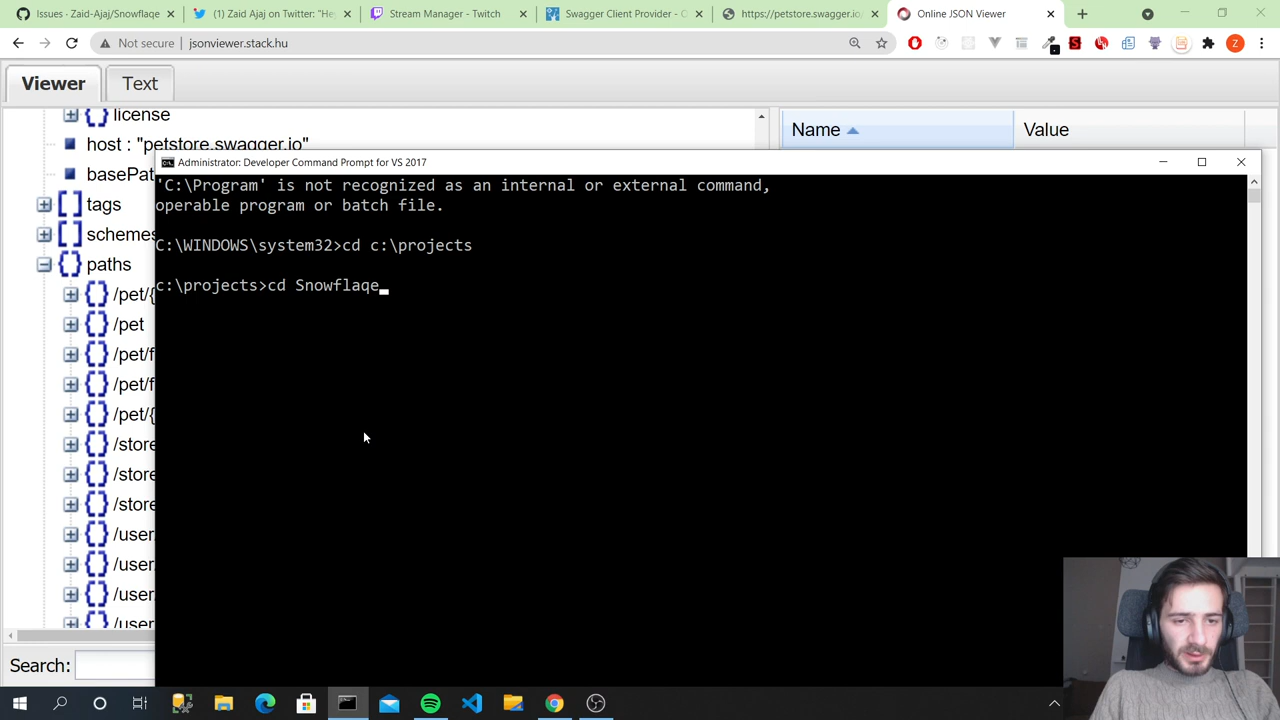 Issues · Zaid-Ajaj/Snowflaqe
(1) Zaid Ajaj on Twitter: "He
Stream Manager - Twitch
Swagger Client Provider - O
https://petstore.swagger.io/
Online JSON Viewer
Not secure | jsonviewer.stack.hu
Viewer
Text
license
host : "petstore.swagger.io"
basePat
tags
schemes
paths
/pet/{
/pet
/pet/f
/pet/f
/pet/{
/store
/store
/store
/user/
/user/
/user/
/user
Search:
Name
Value
Administrator: Developer Command Prompt for VS 2017
'C:\Program' is not recognized as an internal or external command,
operable program or batch file.
C:\WINDOWS\system32>cd c:\projects
c:\projects>cd Snowflaqe